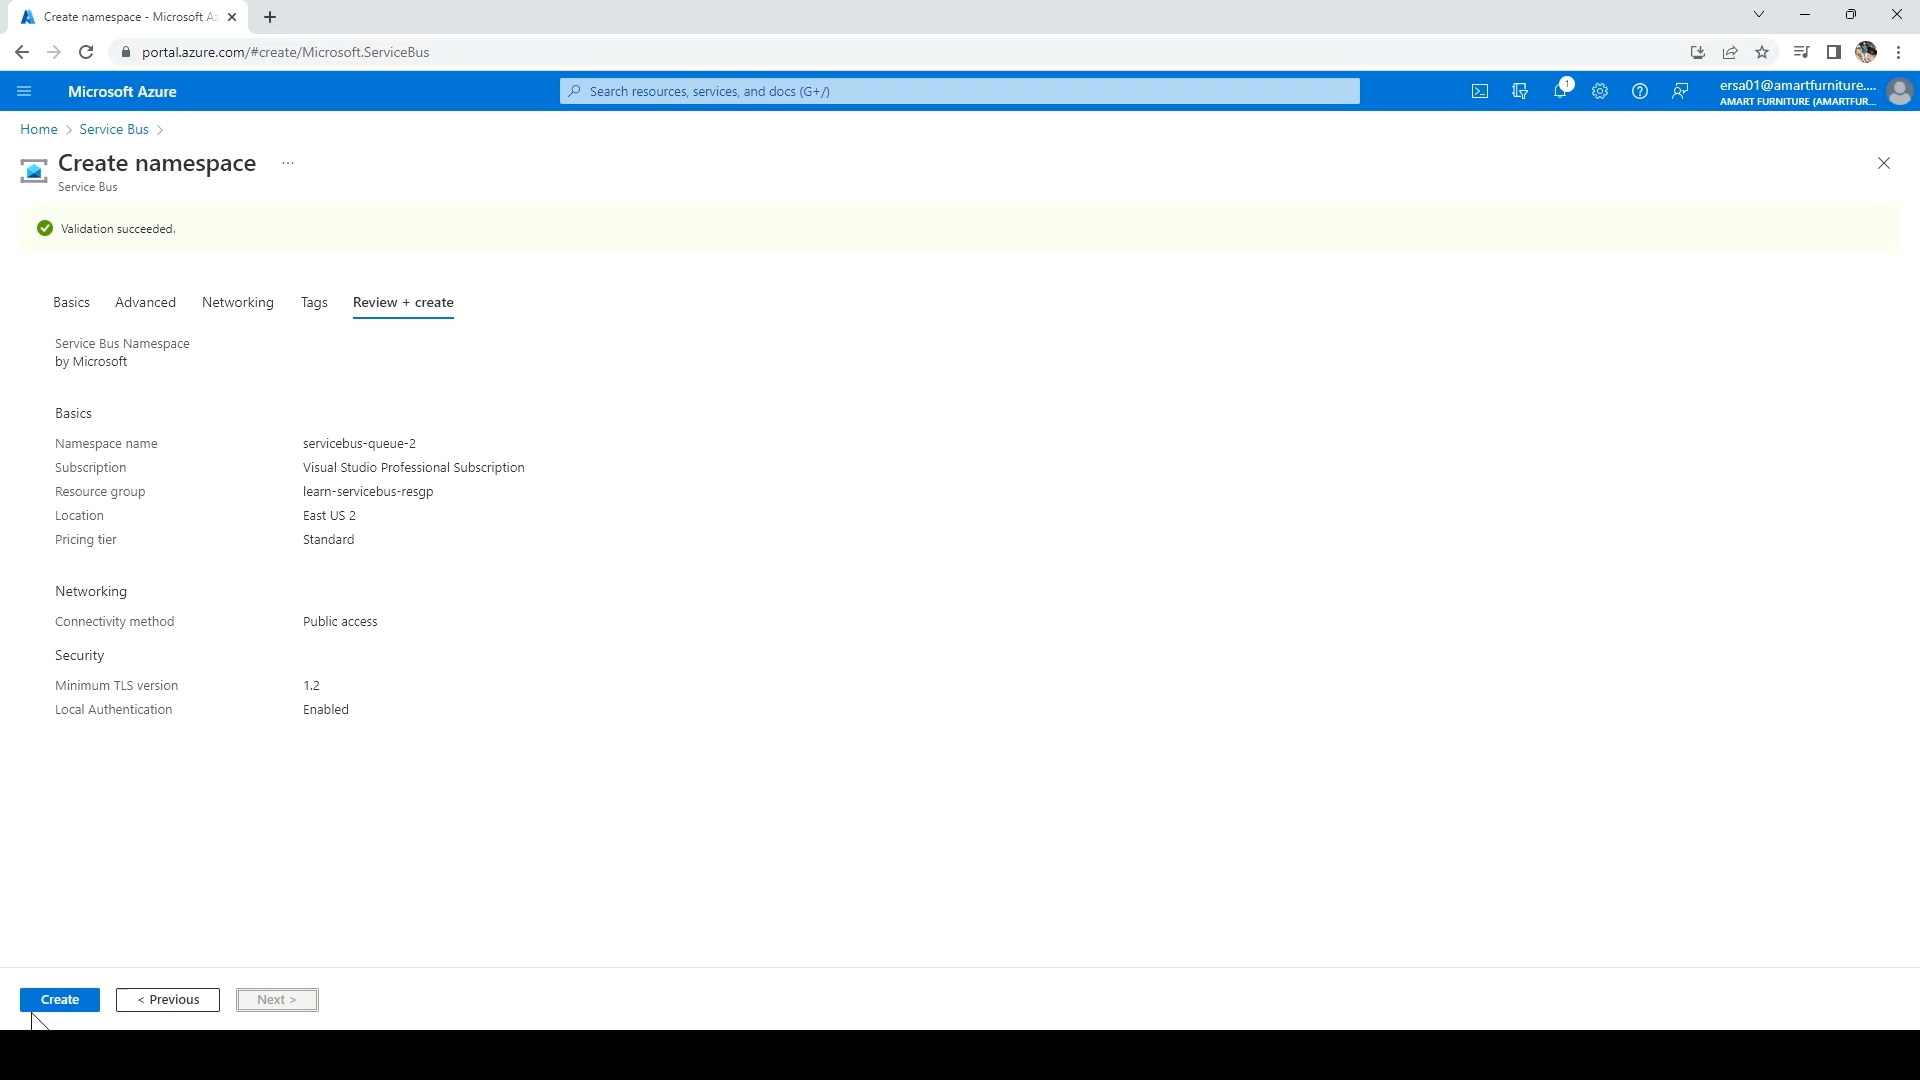 Create namespace - Microsoft Az
portal.azure.com/#create/Microsoft.ServiceBus
Microsoft Azure
Search resources, services, and docs (G+/)
1
ersa01@amartfurniture....
AMART FURNITURE (AMARTFUR...
Home > Service Bus >
Create namespace ...
Service Bus
Validation succeeded.
Basics Advanced Networking Tags Review + create
Service Bus Namespace
by Microsoft
Basics
Namespace name servicebus-queue-2
Subscription Visual Studio Professional Subscription
Resource group learn-servicebus-resgp
Location East US 2
Pricing tier Standard
Networking
Connectivity method Public access
Security
Minimum TLS version 1.2
Local Authentication Enabled
Create < Previous Next >